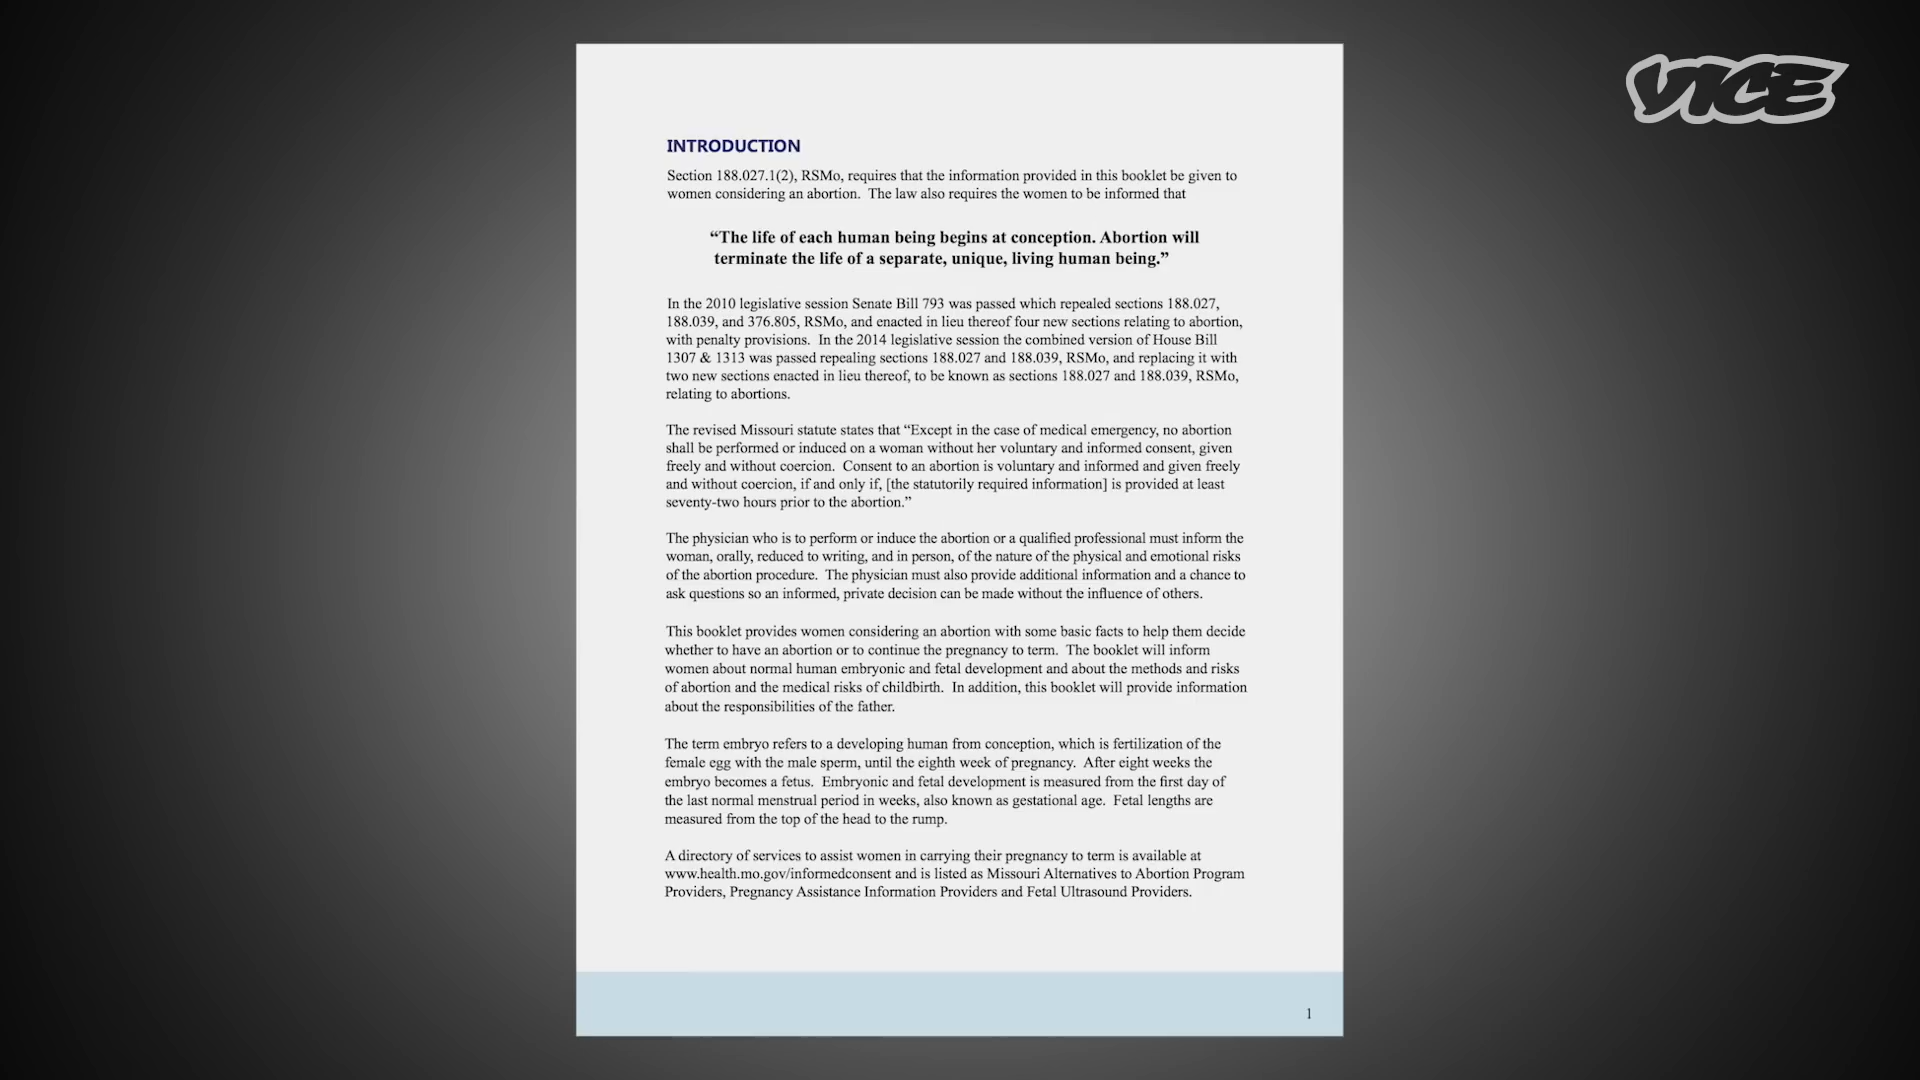 VICE
INTRODUCTION
Section 188.027.1(2), RSMo, requires that the information provided in this booklet be given to
women considering an abortion.  The law also requires the women to be informed that
“The life of each human being begins at conception. Abortion will
terminate the life of a separate, unique, living human being.”
In the 2010 legislative session Senate Bill 793 was passed which repealed sections 188.027,
188.039, and 376.805, RSMo, and enacted in lieu thereof four new sections relating to abortion,
with penalty provisions.  In the 2014 legislative session the combined version of House Bill
1307 & 1313 was passed repealing sections 188.027 and 188.039, RSMo, and replacing it with
two new sections enacted in lieu thereof, to be known as sections 188.027 and 188.039, RSMo,
relating to abortions.
The revised Missouri statute states that “Except in the case of medical emergency, no abortion
shall be performed or induced on a woman without her voluntary and informed consent, given
freely and without coercion.  Consent to an abortion is voluntary and informed and given freely
and without coercion, if and only if, [the statutorily required information] is provided at least
seventy-two hours prior to the abortion.”
The physician who is to perform or induce the abortion or a qualified professional must inform the
woman, orally, reduced to writing, and in person, of the nature of the physical and emotional risks
of the abortion procedure.  The physician must also provide additional information and a chance to
ask questions so an informed, private decision can be made without the influence of others.
This booklet provides women considering an abortion with some basic facts to help them decide
whether to have an abortion or to continue the pregnancy to term.  The booklet will inform
women about normal human embryonic and fetal development and about the methods and risks
of abortion and the medical risks of childbirth.  In addition, this booklet will provide information
about the responsibilities of the father.
The term embryo refers to a developing human from conception, which is fertilization of the
female egg with the male sperm, until the eighth week of pregnancy.  After eight weeks the
embryo becomes a fetus.  Embryonic and fetal development is measured from the first day of
the last normal menstrual period in weeks, also known as gestational age.  Fetal lengths are
measured from the top of the head to the rump.
A directory of services to assist women in carrying their pregnancy to term is available at
www.health.mo.gov/informedconsent and is listed as Missouri Alternatives to Abortion Program
Providers, Pregnancy Assistance Information Providers and Fetal Ultrasound Providers.
1